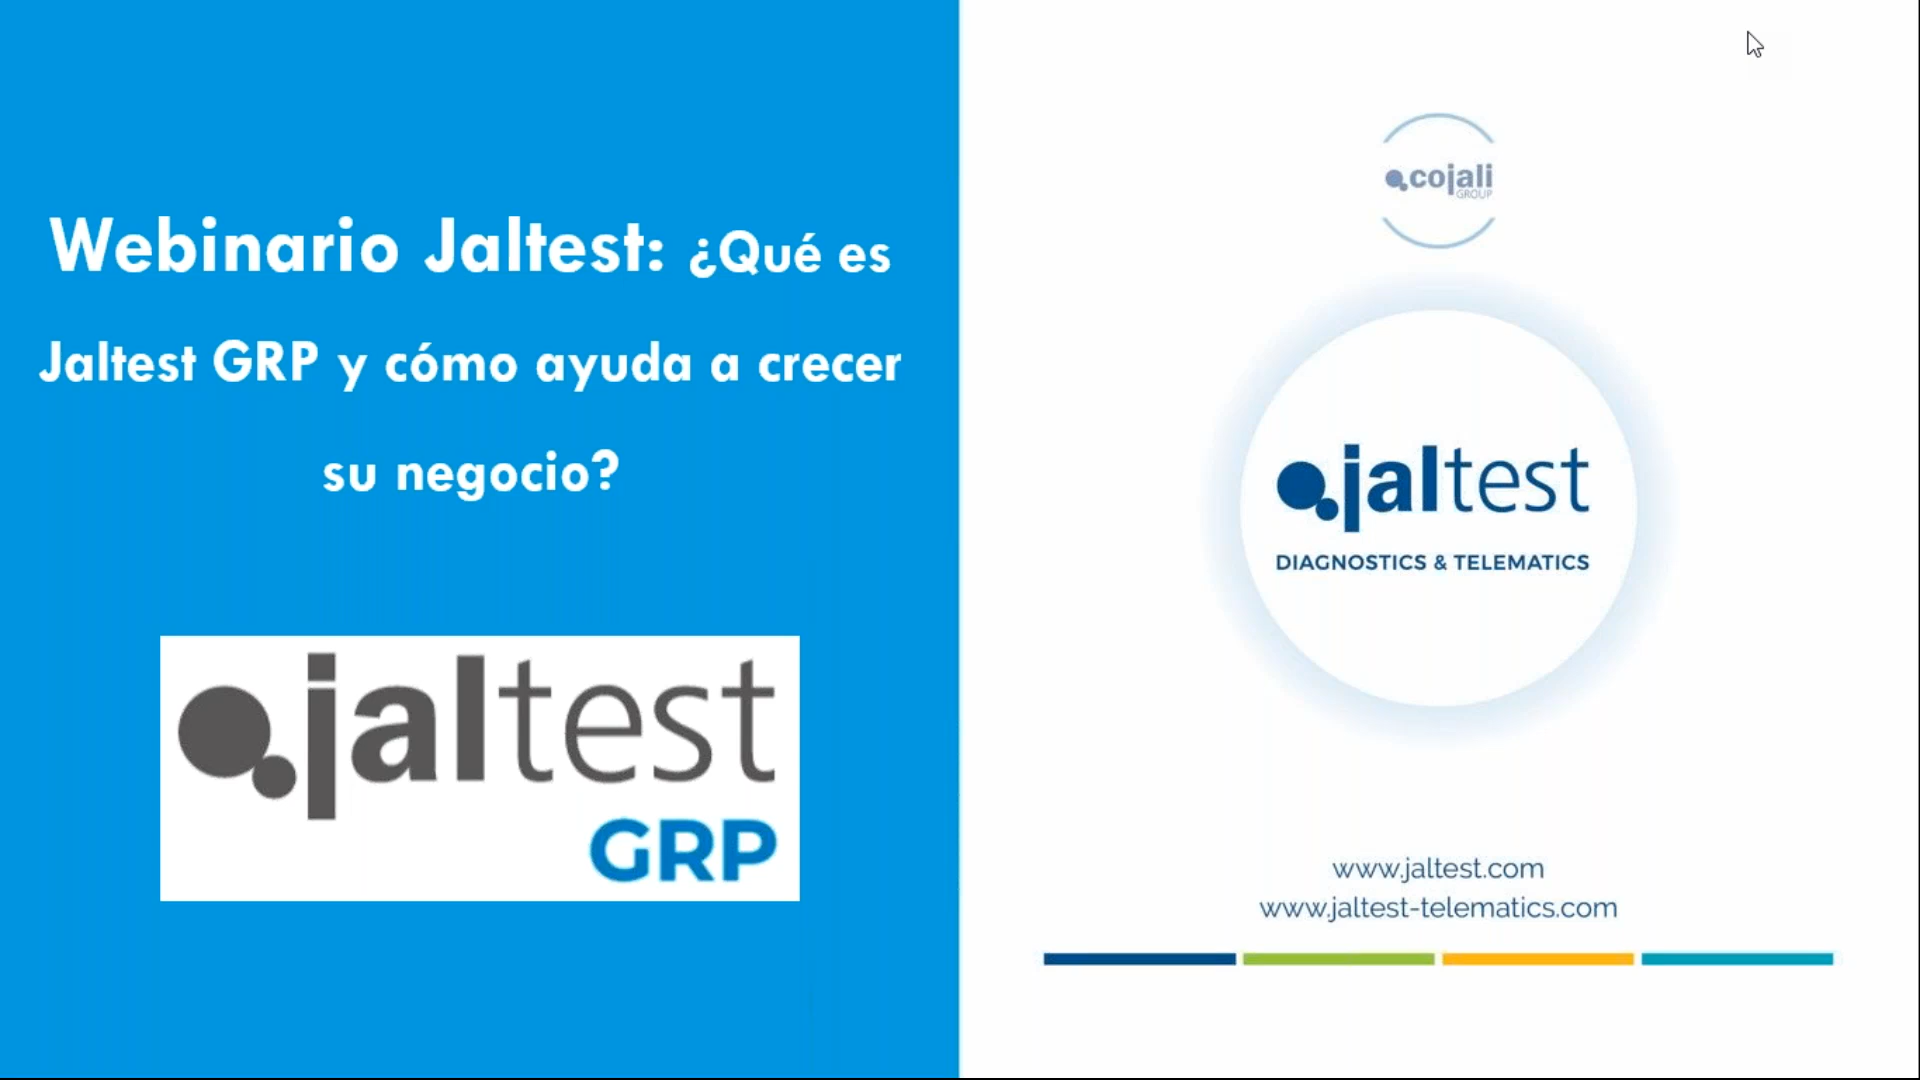 Webinario Jaltest: ¿Qué es
Jaltest GRP y cómo ayuda a crecer
su negocio?
jaltest
GRP
cojali
GROUP
jaltest
DIAGNOSTICS & TELEMATICS
www.jaltest.com
www.jaltest-telematics.com